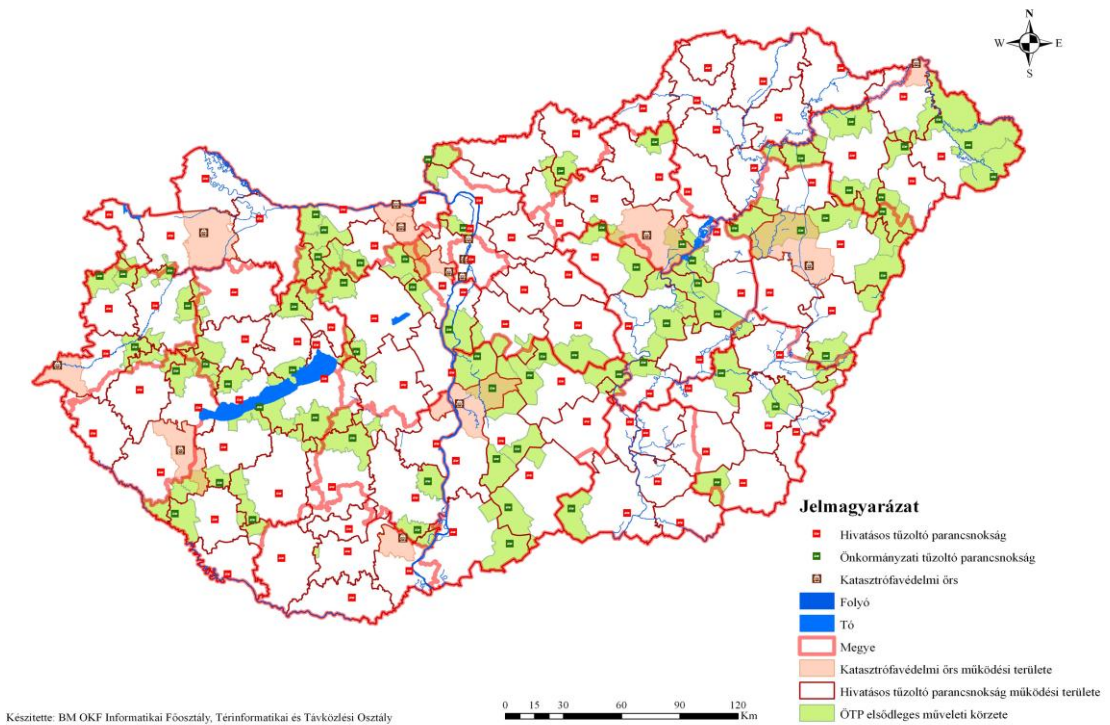 N
W E
S
Jelmagyarázat
Hivatásos tűzoltó parancsnokság
Önkormányzati tűzoltó parancsnokság
Katasztrófavédelmi őrs
Folyó
Tó
Megye
Katasztrófavédelmi őrs működési területe
Hivatásos tűzoltó parancsnokság működési területe
ÖTP elsődleges műveleti körzete
Készítette: BM OKF Informatikai Főosztály, Térinformatikai és Távközlési Osztály
0 15 30 60 90 120
Km